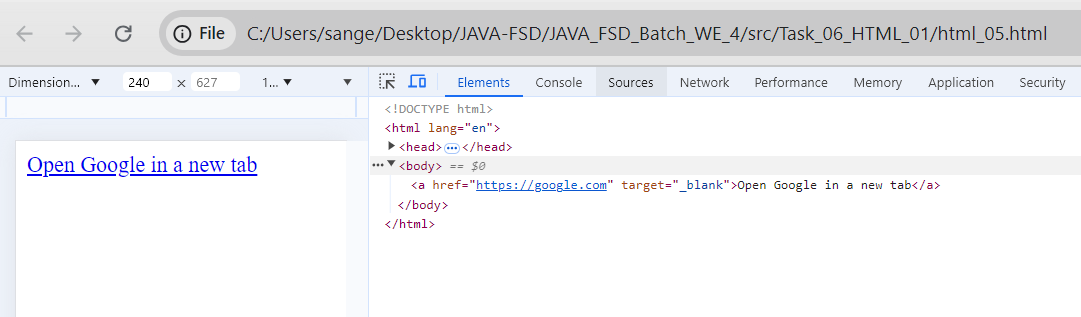 File C:/Users/sange/Desktop/JAVA-FSD/JAVA_FSD_Batch_WE_4/src/Task_06_HTML_01/html_05.html
Dimension... ▼ 240 × 627 1... ▼ ▼ Elements Console Sources Network Performance Memory Application Security
<!DOCTYPE html>
<html lang="en">
▶ <head> ⋯ </head>
⋯ ▼ <body> == $0
<a href="https://google.com" target="_blank">Open Google in a new tab</a>
</body>
</html>
Open Google in a new tab